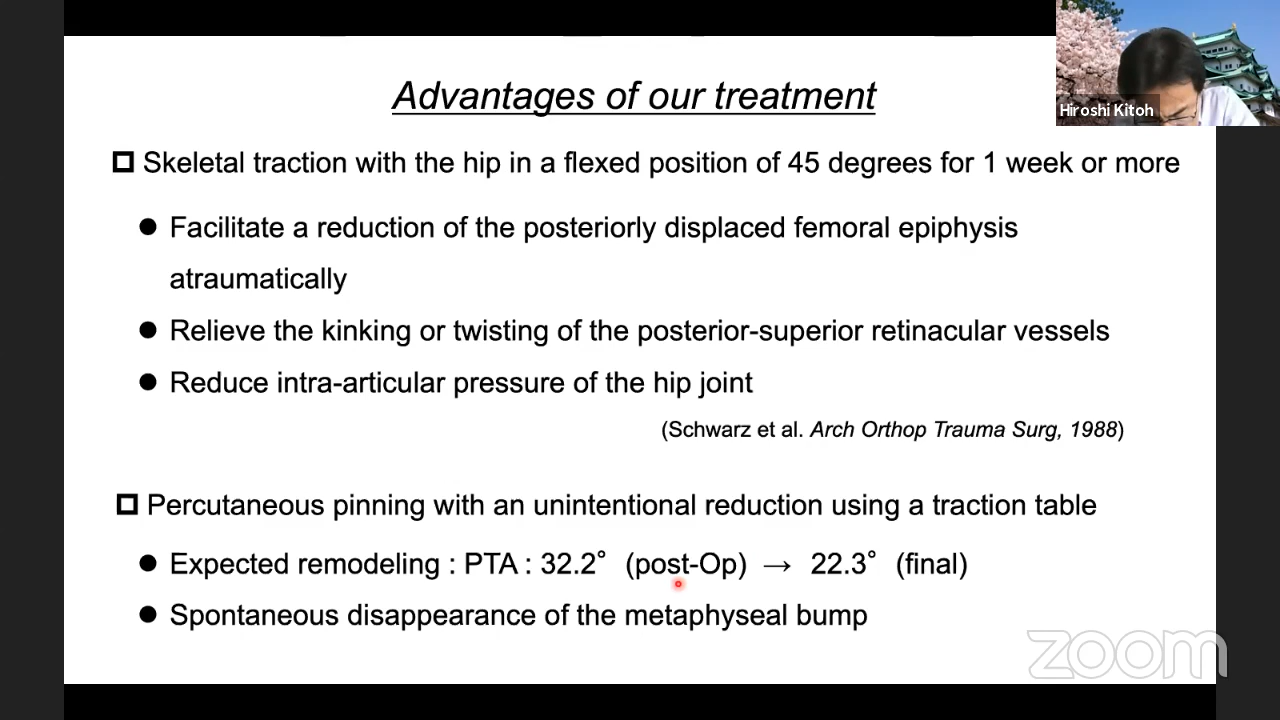 Advantages of our treatment
Hiroshi Kitoh
Skeletal traction with the hip in a flexed position of 45 degrees for 1 week or more
Facilitate a reduction of the posteriorly displaced femoral epiphysis
atraumatically
Relieve the kinking or twisting of the posterior-superior retinacular vessels
Reduce intra-articular pressure of the hip joint
(Schwarz et al. Arch Orthop Trauma Surg, 1988)
Percutaneous pinning with an unintentional reduction using a traction table
Expected remodeling : PTA : 32.2° (post-Op) → 22.3° (final)
Spontaneous disappearance of the metaphyseal bump
zoom